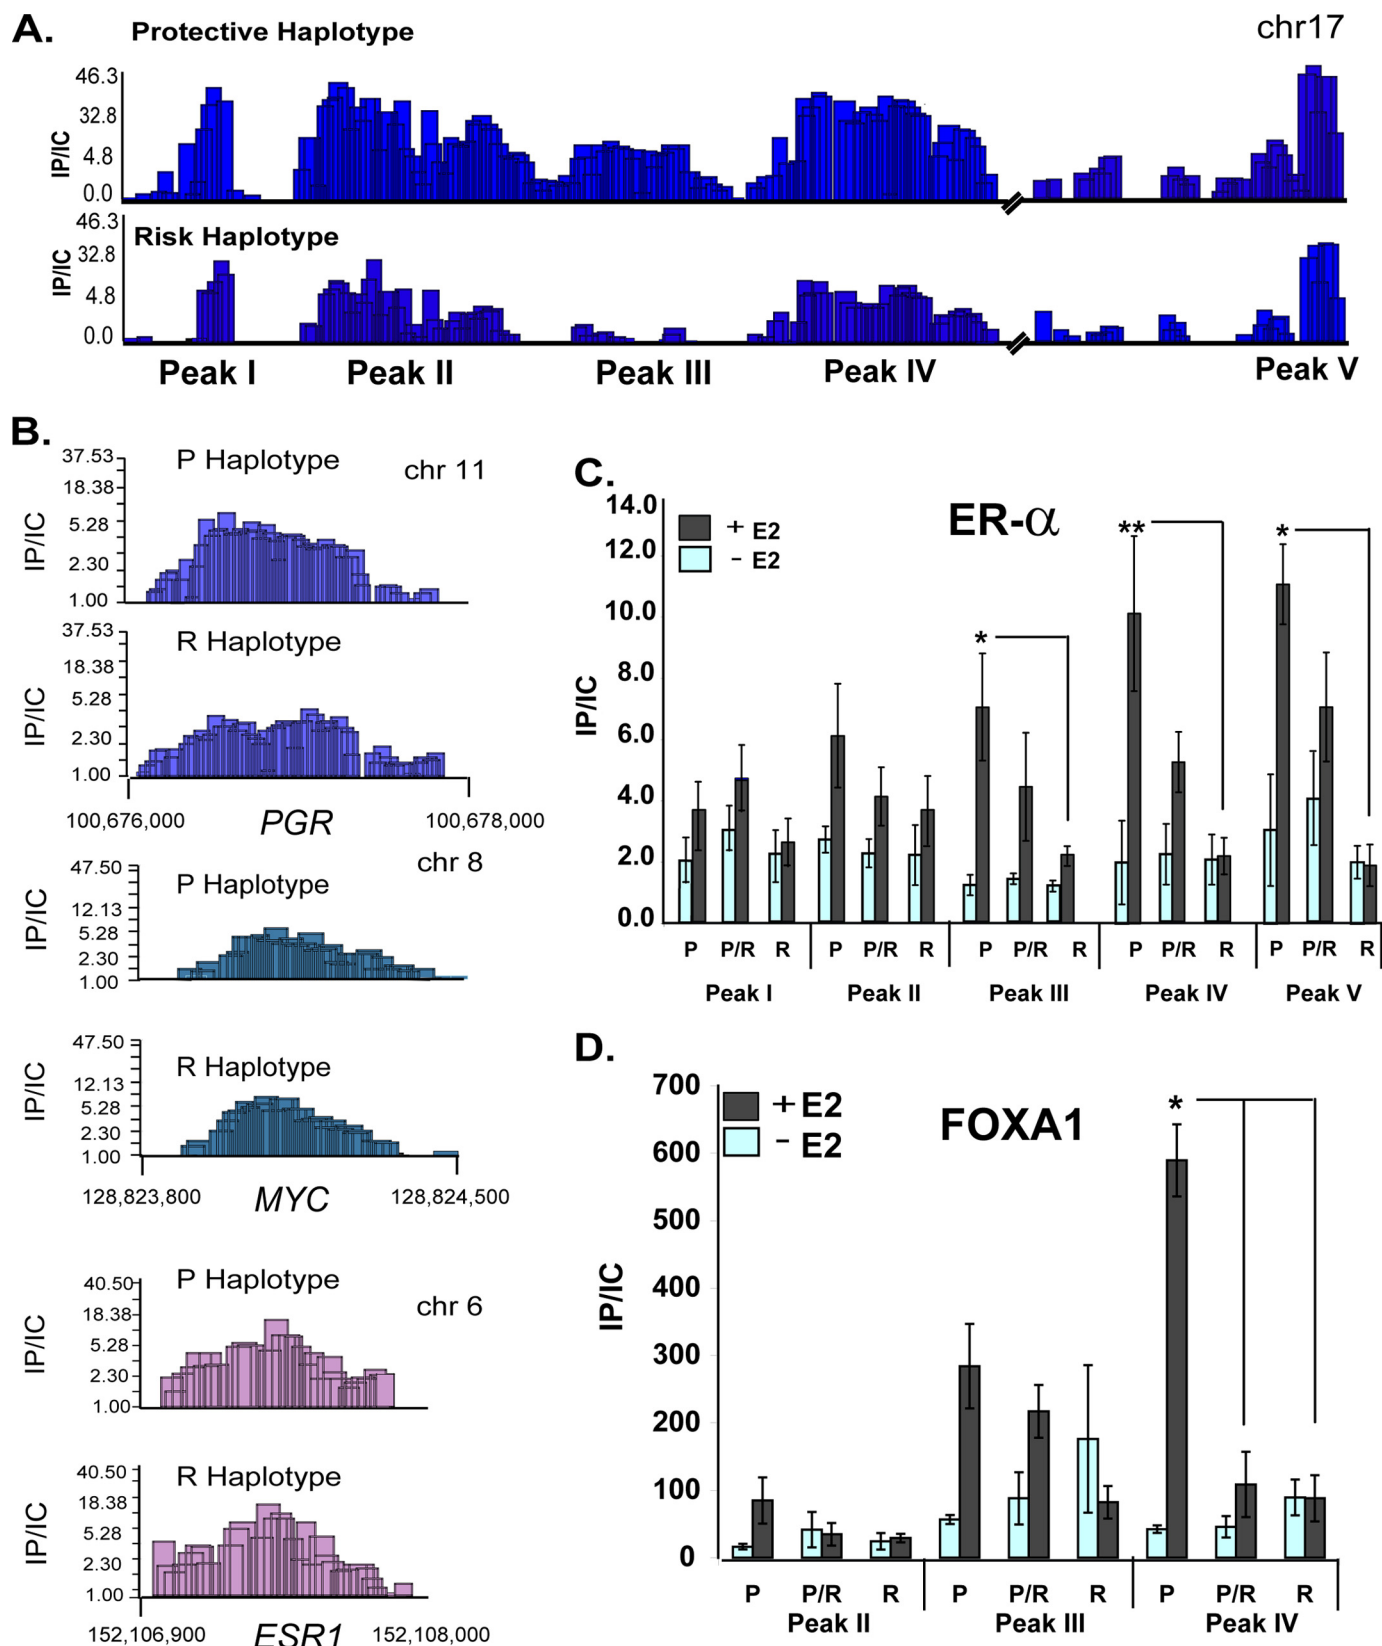 A.
Protective Haplotype
chr17
46.3
32.8
4.8
0.0
IP/IC
46.3
32.8
4.8
0.0
IP/IC
Risk Haplotype
Peak I Peak II Peak III Peak IV Peak V
B.
P Haplotype
chr 11
37.53
18.38
5.28
2.30
1.00
IP/IC
R Haplotype
37.53
18.38
5.28
2.30
1.00
IP/IC
100,676,000 PGR 100,678,000
chr 8
P Haplotype
47.50
12.13
5.28
2.30
1.00
IP/IC
R Haplotype
47.50
12.13
5.28
2.30
1.00
IP/IC
128,823,800 MYC 128,824,500
P Haplotype
chr 6
40.50
18.38
5.28
2.30
1.00
IP/IC
R Haplotype
40.50
18.38
5.28
2.30
1.00
IP/IC
152,106,900 ESR1 152,108,000
C.
ER-α
+ E2
- E2
14.0
12.0
10.0
8.0
6.0
4.0
2.0
0.0
IP/IC
*
**
*
P P/R R P P/R R P P/R R P P/R R P P/R R
Peak I Peak II Peak III Peak IV Peak V
D.
FOXA1
+ E2
- E2
700
600
500
400
300
200
100
0
IP/IC
*
P P/R R P P/R R P P/R R
Peak II Peak III Peak IV